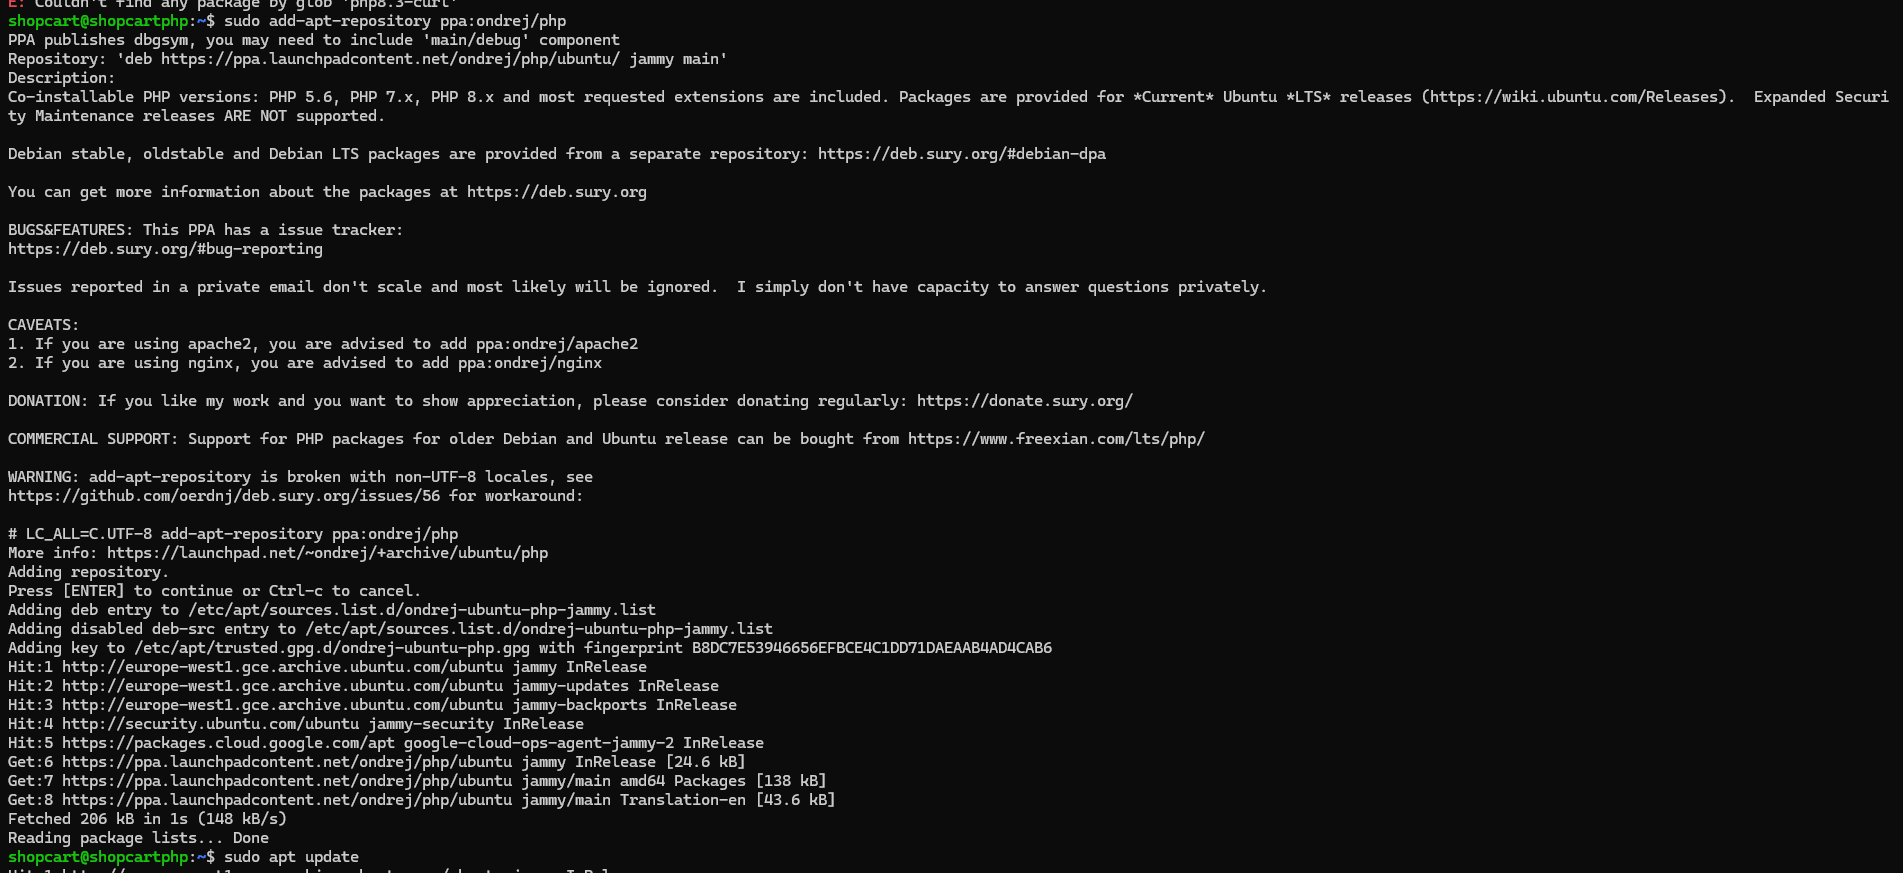 E: Couldn't find any package by glob 'php8.3-curl'
shopcart@shopcartphp:~$ sudo add-apt-repository ppa:ondrej/php
PPA publishes dbgsym, you may need to include 'main/debug' component
Repository: 'deb https://ppa.launchpadcontent.net/ondrej/php/ubuntu/ jammy main'
Description:
Co-installable PHP versions: PHP 5.6, PHP 7.x, PHP 8.x and most requested extensions are included. Packages are provided for *Current* Ubuntu *LTS* releases (https://wiki.ubuntu.com/Releases).  Expanded Securi
ty Maintenance releases ARE NOT supported.

Debian stable, oldstable and Debian LTS packages are provided from a separate repository: https://deb.sury.org/#debian-dpa

You can get more information about the packages at https://deb.sury.org

BUGS&FEATURES: This PPA has a issue tracker:
https://deb.sury.org/#bug-reporting

Issues reported in a private email don't scale and most likely will be ignored.  I simply don't have capacity to answer questions privately.

CAVEATS:
1. If you are using apache2, you are advised to add ppa:ondrej/apache2
2. If you are using nginx, you are advised to add ppa:ondrej/nginx

DONATION: If you like my work and you want to show appreciation, please consider donating regularly: https://donate.sury.org/

COMMERCIAL SUPPORT: Support for PHP packages for older Debian and Ubuntu release can be bought from https://www.freexian.com/lts/php/

WARNING: add-apt-repository is broken with non-UTF-8 locales, see
https://github.com/oerdnj/deb.sury.org/issues/56 for workaround:

# LC_ALL=C.UTF-8 add-apt-repository ppa:ondrej/php
More info: https://launchpad.net/~ondrej/+archive/ubuntu/php
Adding repository.
Press [ENTER] to continue or Ctrl-c to cancel.
Adding deb entry to /etc/apt/sources.list.d/ondrej-ubuntu-php-jammy.list
Adding disabled deb-src entry to /etc/apt/sources.list.d/ondrej-ubuntu-php-jammy.list
Adding key to /etc/apt/trusted.gpg.d/ondrej-ubuntu-php.gpg with fingerprint B8DC7E53946656EFBCE4C1DD71DAEAAB4AD4CAB6
Hit:1 http://europe-west1.gce.archive.ubuntu.com/ubuntu jammy InRelease
Hit:2 http://europe-west1.gce.archive.ubuntu.com/ubuntu jammy-updates InRelease
Hit:3 http://europe-west1.gce.archive.ubuntu.com/ubuntu jammy-backports InRelease
Hit:4 http://security.ubuntu.com/ubuntu jammy-security InRelease
Hit:5 https://packages.cloud.google.com/apt google-cloud-ops-agent-jammy-2 InRelease
Get:6 https://ppa.launchpadcontent.net/ondrej/php/ubuntu jammy InRelease [24.6 kB]
Get:7 https://ppa.launchpadcontent.net/ondrej/php/ubuntu jammy/main amd64 Packages [138 kB]
Get:8 https://ppa.launchpadcontent.net/ondrej/php/ubuntu jammy/main Translation-en [43.6 kB]
Fetched 206 kB in 1s (148 kB/s)
Reading package lists... Done
shopcart@shopcartphp:~$ sudo apt update